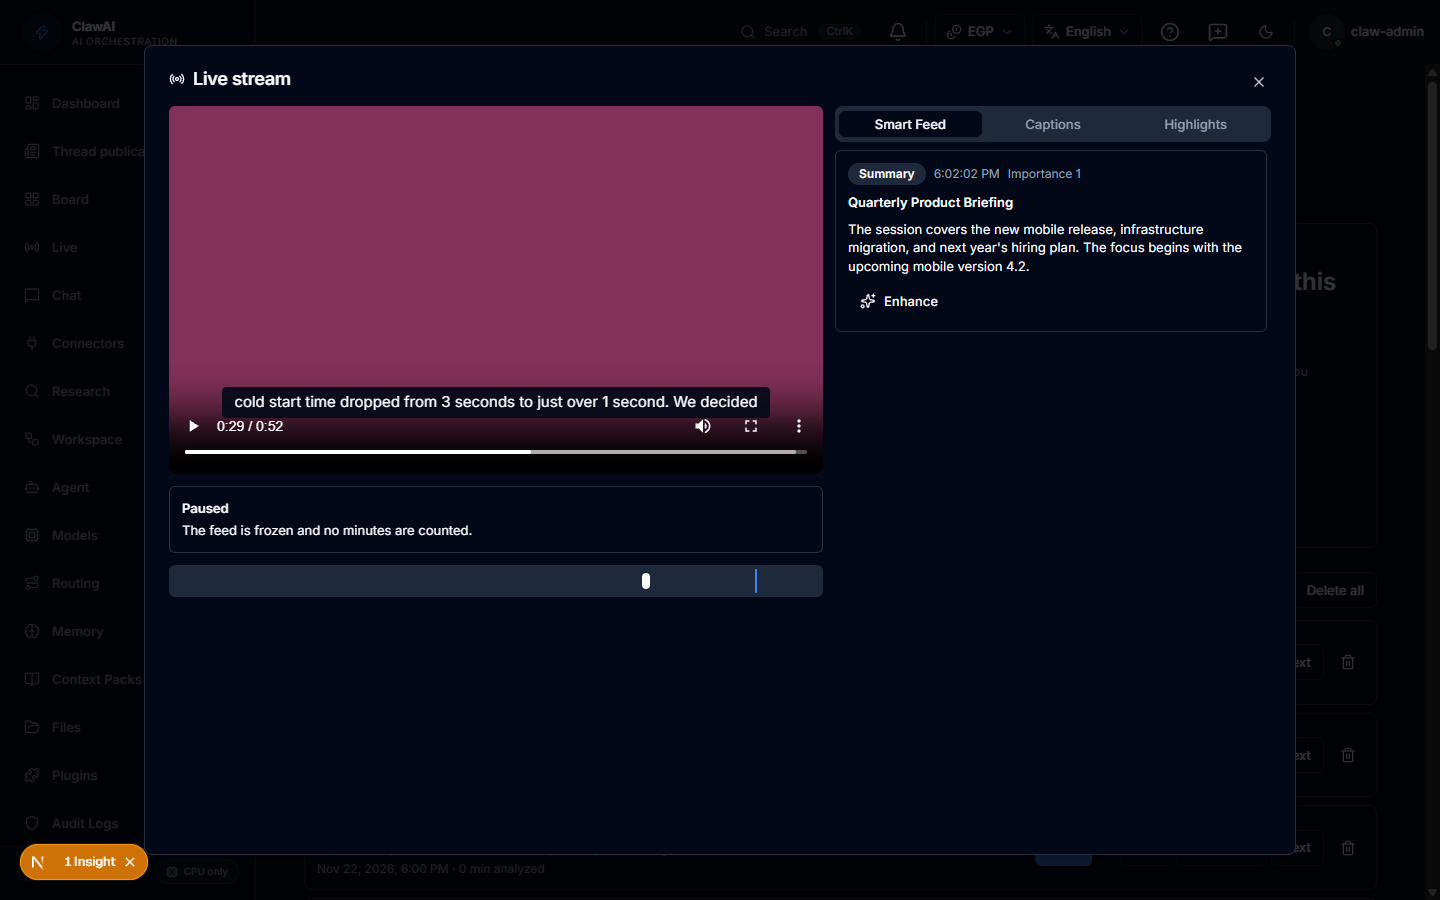 ClawAI
AI ORCHESTRATION
Search
CtrlK
EGP
English
C
claw-admin
Live stream
Dashboard
Thread publica
Board
Live
Chat
Connectors
Research
Workspace
Agent
Models
Routing
Memory
Context Packs
Files
Plugins
Audit Logs
N
1 Insight
CPU only
cold start time dropped from 3 seconds to just over 1 second. We decided
0:29 / 0:52
Paused
The feed is frozen and no minutes are counted.
Smart Feed
Captions
Highlights
Summary
6:02:02 PM
Importance 1
Quarterly Product Briefing
The session covers the new mobile release, infrastructure
migration, and next year's hiring plan. The focus begins with the
upcoming mobile version 4.2.
Enhance
this
ou
Delete all
ext
ext
ext
Nov 22, 2026, 6:00 PM · 0 min analyzed